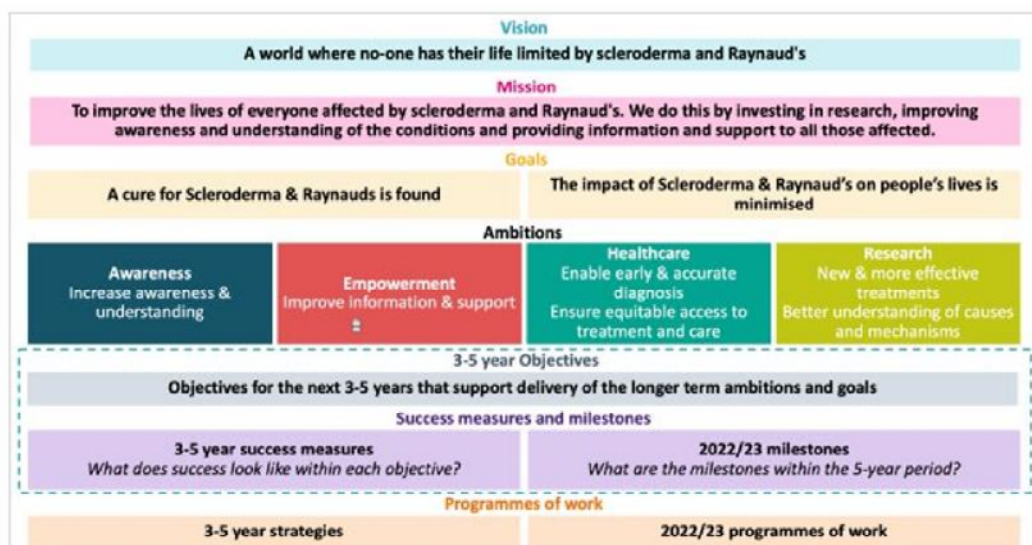 Vision
A world where no-one has their life limited by scleroderma and Raynaud's
Mission
To improve the lives of everyone affected by scleroderma and Raynaud's. We do this by investing in research, improving
awareness and understanding of the conditions and providing information and support to all those affected.
Goals
A cure for Scleroderma & Raynauds is found
The impact of Scleroderma & Raynaud's on people's lives is
minimised
Ambitions
Awareness
Increase awareness &
understanding
Empowerment
Improve information & support
Healthcare
Enable early & accurate
diagnosis
Ensure equitable access to
treatment and care
Research
New & more effective
treatments
Better understanding of causes
and mechanisms
3-5 year Objectives
Objectives for the next 3-5 years that support delivery of the longer term ambitions and goals
Success measures and milestones
3-5 year success measures
What does success look like within each objective?
2022/23 milestones
What are the milestones within the 5-year period?
Programmes of work
3-5 year strategies
2022/23 programmes of work